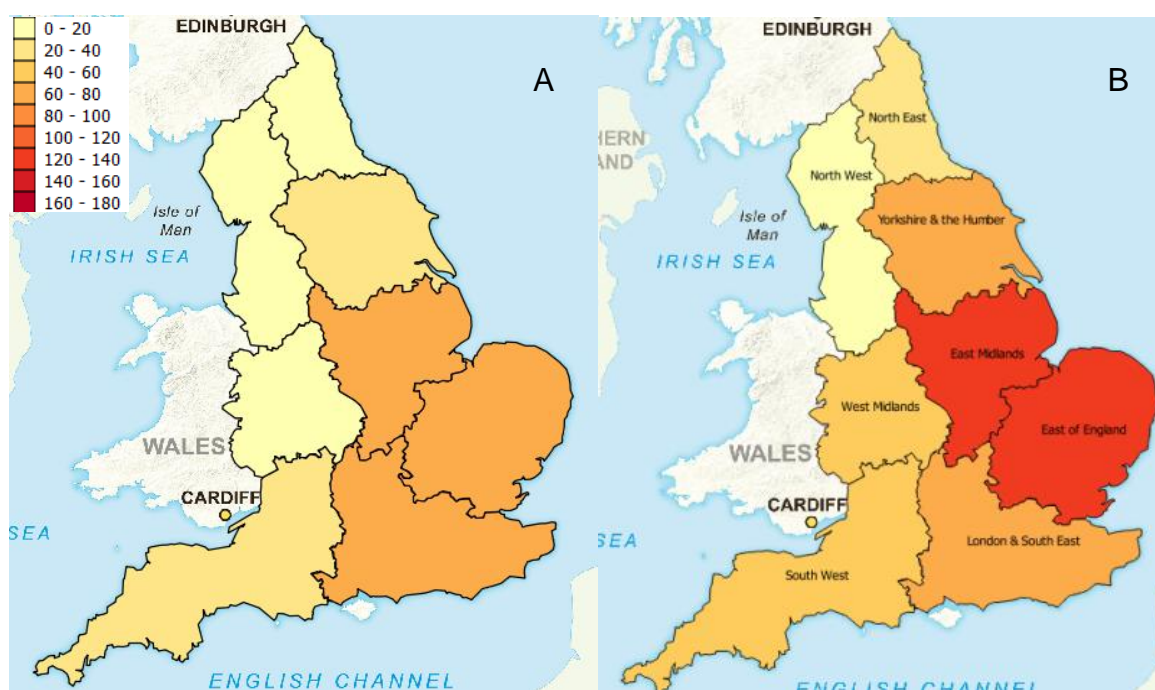 0 - 20
20 - 40
40 - 60
60 - 80
80 - 100
100 - 120
120 - 140
140 - 160
160 - 180
EDINBURGH
A
Isle of
Man
IRISH SEA
WALES
CARDIFF
SEA
ENGLISH CHANNEL
EDINBURGH
B
HERN
AND
North East
North West
Yorkshire & the Humber
Isle of
Man
IRISH SEA
East Midlands
West Midlands
East of England
WALES
CARDIFF
London & South East
SEA
South West
ENGLISH CHANNEL